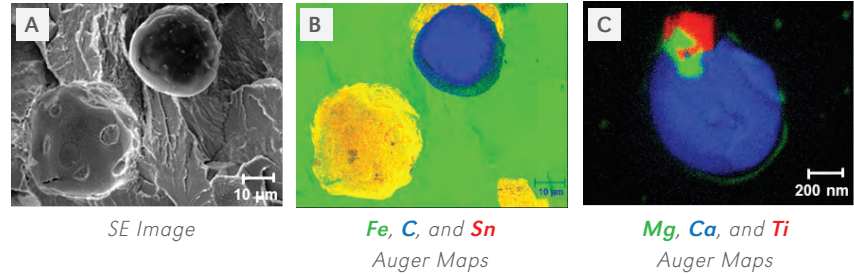 A
B
C
10 µm
10 µm
200 nm
SE Image
Fe, C, and Sn
Auger Maps
Mg, Ca, and Ti
Auger Maps